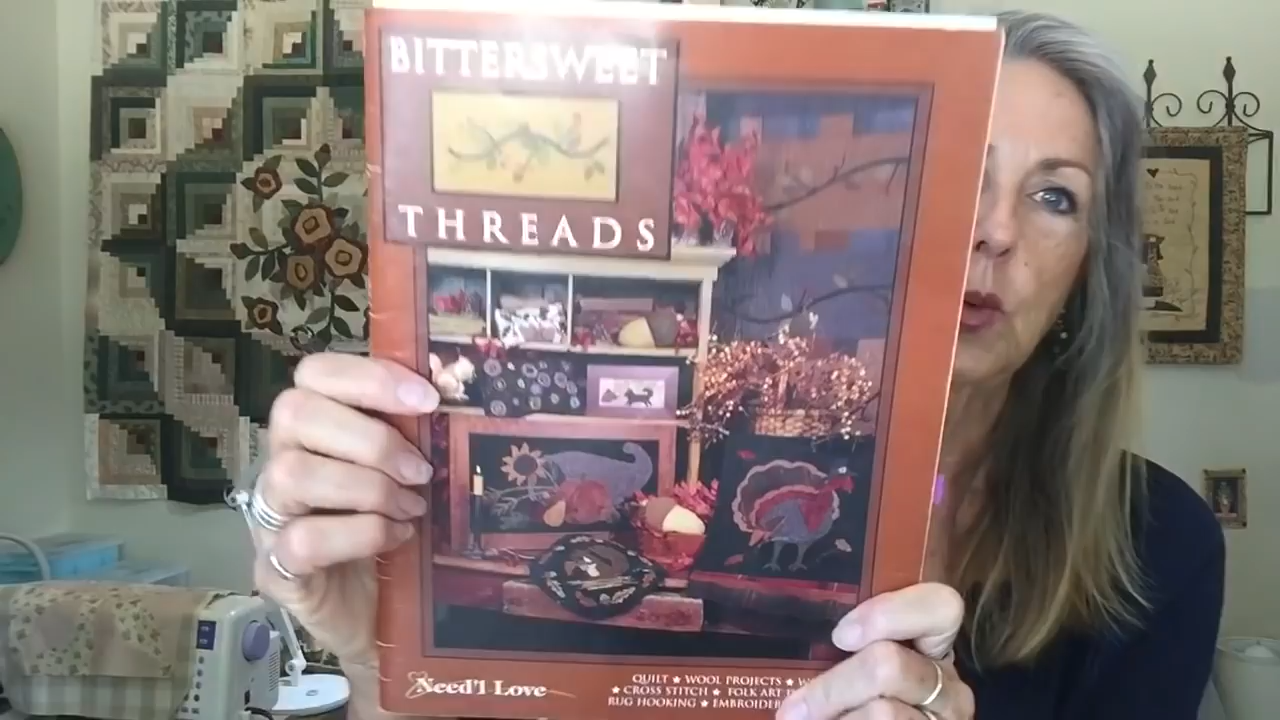 BITTERSWEET
THREADS
Need'l Love
QUILT ★ WOOL PROJECTS ★
★ CROSS STITCH ★ FOLK ART
RUG HOOKING ★